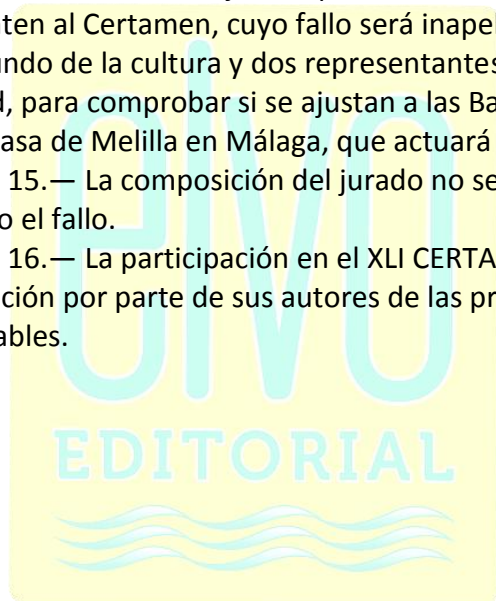 aten al Certamen, cuyo fallo será inapel
undo de la cultura y dos representantes
d, para comprobar si se ajustan a las Ba
asa de Melilla en Málaga, que actuará
15.— La composición del jurado no se
o el fallo.
16.— La participación en el XLI CERTA
ción por parte de sus autores de las pr
ables.
elvo
EDITORIAL